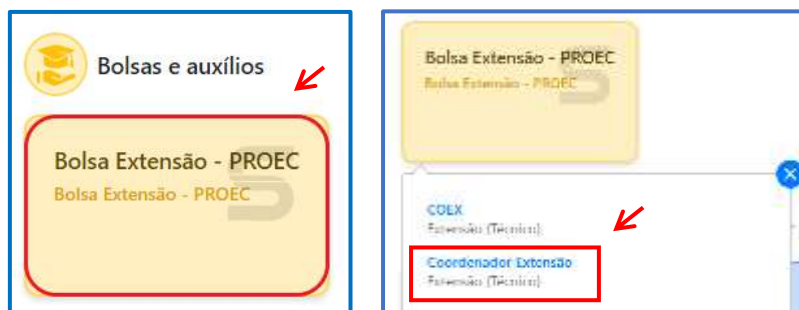 Bolsas e auxílios
Bolsa Extensão - PROEC
Bolsa Extensão - PROEC
Bolsa Extensão - PROEC
Bolsa Extensão - PROEC
COEX
Extensão (Técnico)
Coordenador Extensão
Extensão (Técnico)